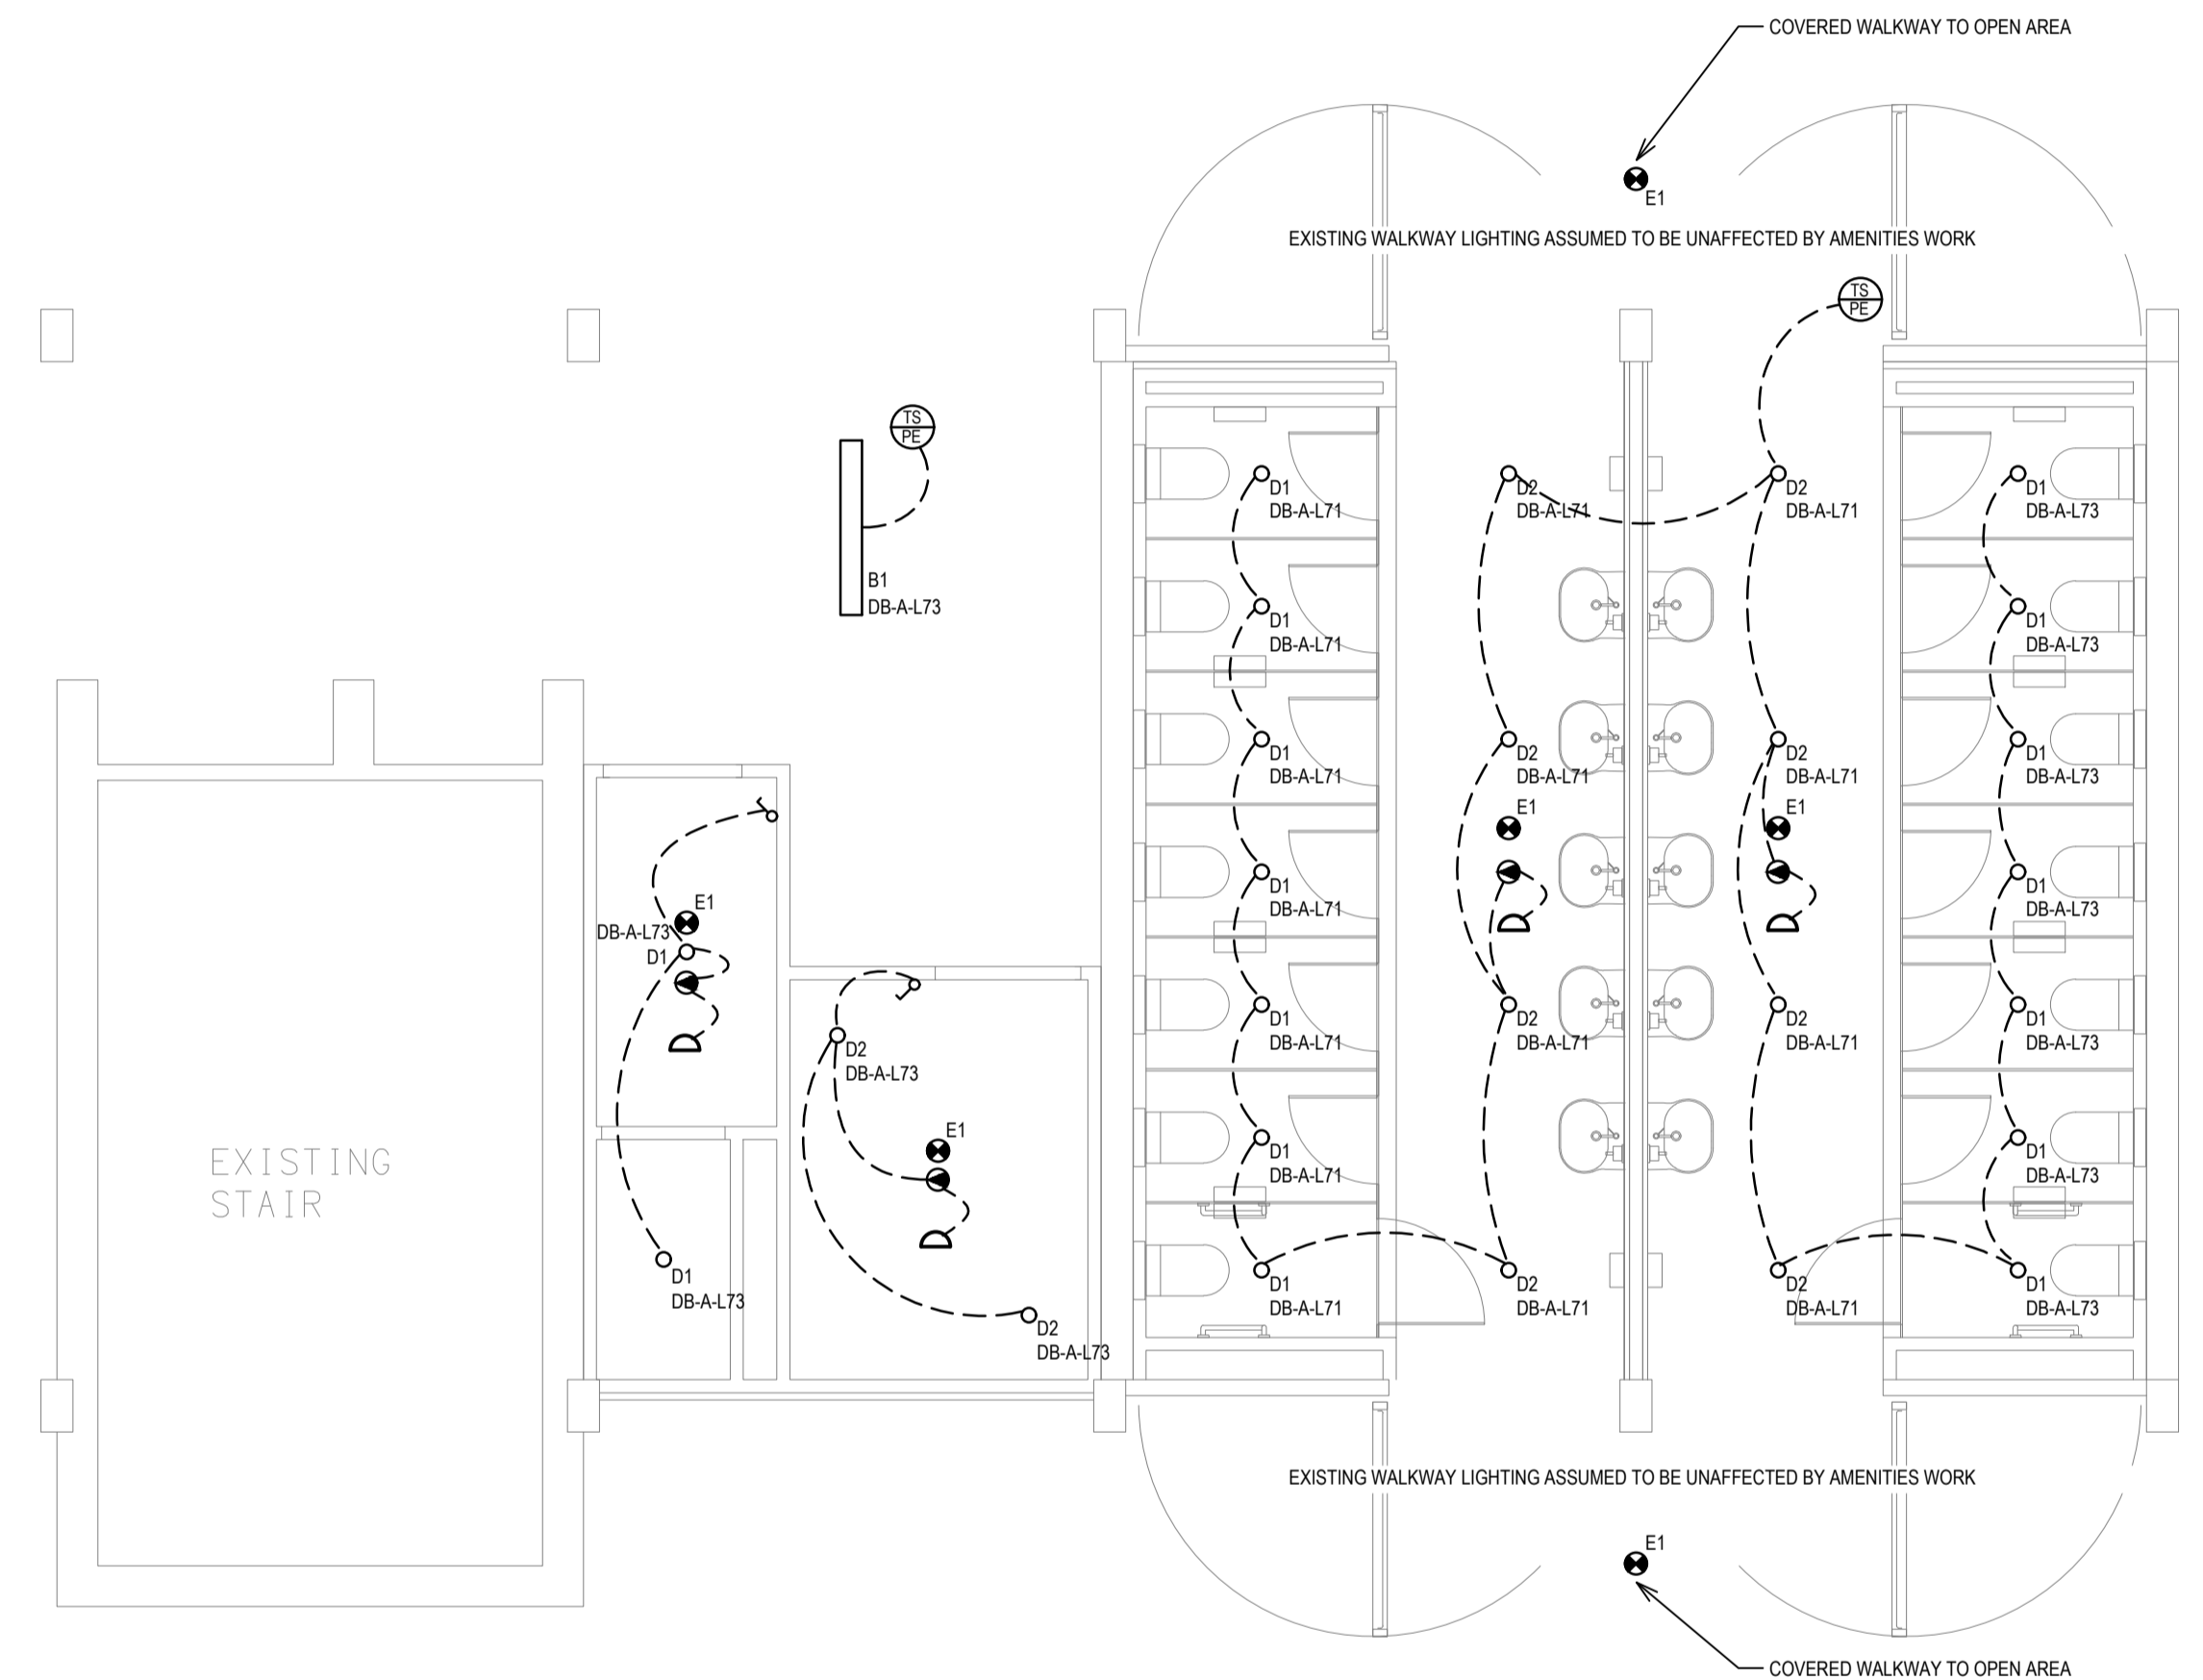 COVERED WALKWAY TO OPEN AREA
E1
EXISTING WALKWAY LIGHTING ASSUMED TO BE UNAFFECTED BY AMENITIES WORK
TS
PE
TS
PE
D1
DB-A-L71
D2
DB-A-L71
D2
DB-A-L71
D1
DB-A-L73
B1
DB-A-L73
D1
DB-A-L71
D1
DB-A-L73
D1
DB-A-L71
D2
DB-A-L71
D2
DB-A-L71
D1
DB-A-L73
E1
E1
D1
DB-A-L71
D1
DB-A-L73
E1
DB-A-L73
D1
D1
DB-A-L71
D2
DB-A-L71
D2
DB-A-L71
D1
DB-A-L73
D2
DB-A-L73
E1
D1
DB-A-L71
D1
DB-A-L73
EXISTING
STAIR
D1
DB-A-L73
D1
DB-A-L71
D2
DB-A-L71
D2
DB-A-L71
D1
DB-A-L73
D2
DB-A-L73
EXISTING WALKWAY LIGHTING ASSUMED TO BE UNAFFECTED BY AMENITIES WORK
E1
COVERED WALKWAY TO OPEN AREA